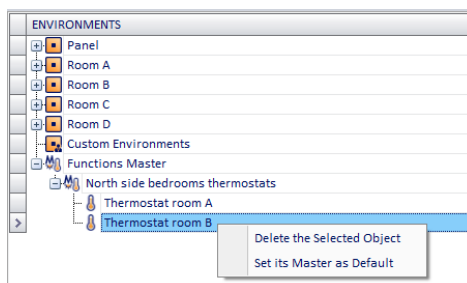 ENVIRONMENTS
Panel
Room A
Room B
Room C
Room D
Custom Environments
Functions Master
North side bedrooms thermostats
Thermostat room A
Thermostat room B
Delete the Selected Object
Set its Master as Default